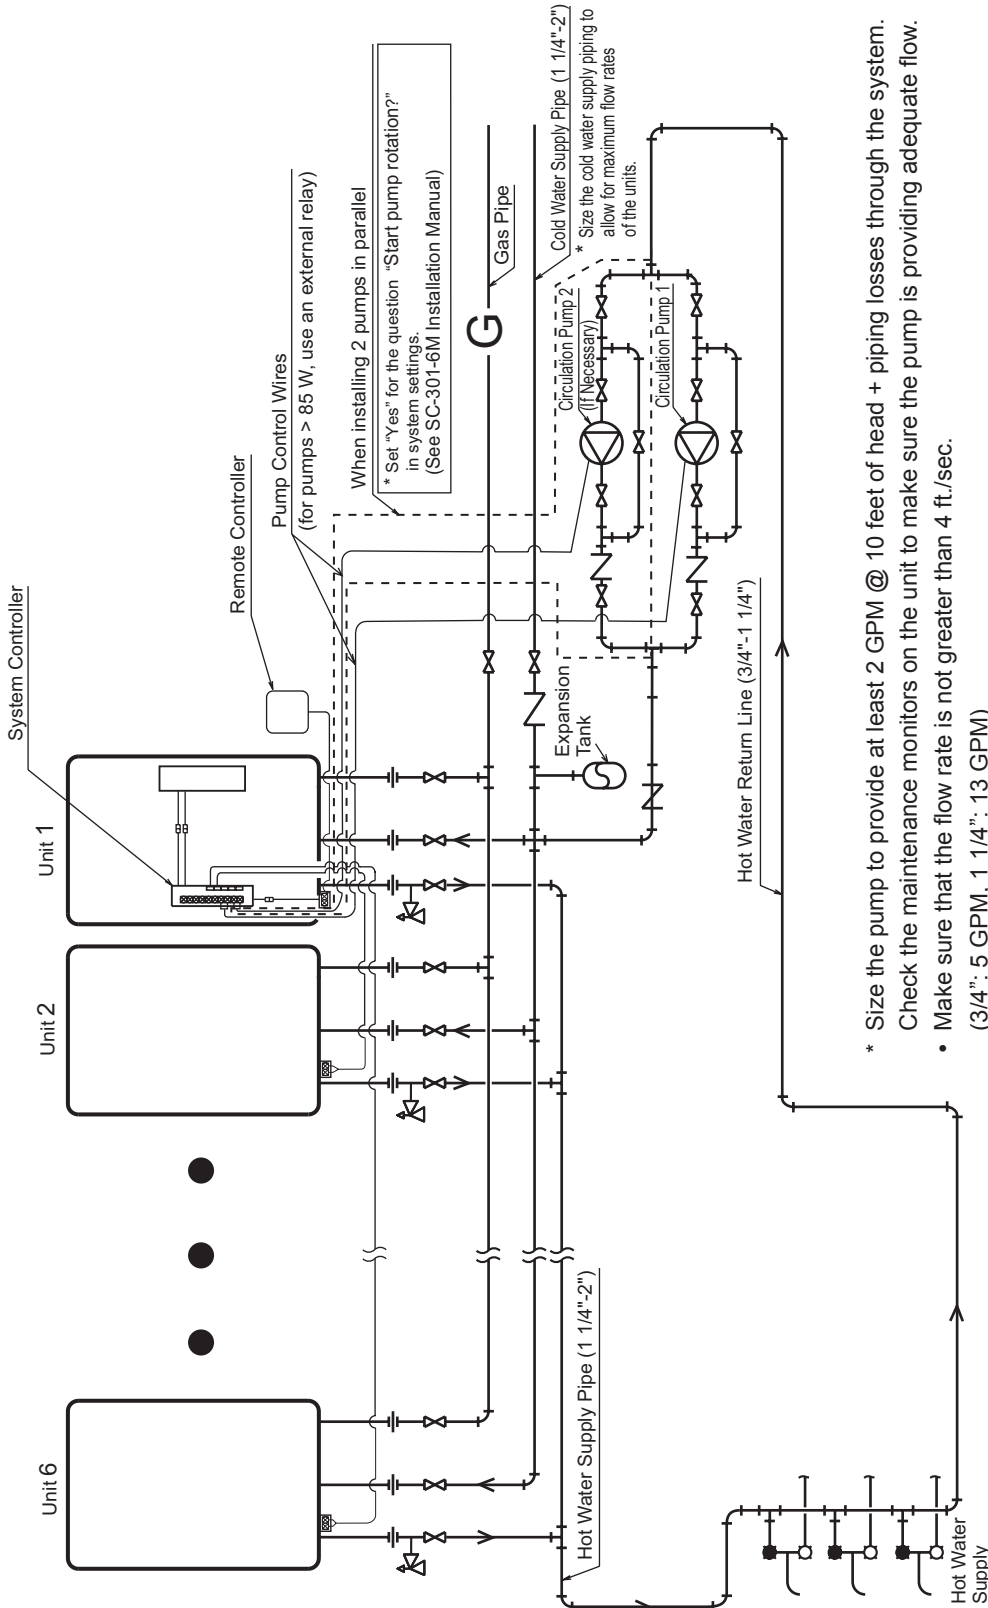 Unit 6
Unit 2
Unit 1
System Controller
Remote Controller
Pump Control Wires
(for pumps > 85 W, use an external relay)
When installing 2 pumps in parallel
* Set "Yes" for the question "Start pump rotation?"
in system settings.
(See SC-301-6M Installation Manual)
G
Gas Pipe
Cold Water Supply Pipe (1 1/4"-2")
* Size the cold water supply piping to
allow for maximum flow rates
of the units.
Expansion
Tank
Circulation Pump 2
(If Necessary)
Circulation Pump 1
Hot Water Supply Pipe (1 1/4"-2")
Hot Water Return Line (3/4"-1 1/4")
Hot Water
Supply
* Size the pump to provide at least 2 GPM @ 10 feet of head + piping losses through the system.
Check the maintenance monitors on the unit to make sure the pump is providing adequate flow.
• Make sure that the flow rate is not greater than 4 ft./sec.
(3/4”: 5 GPM, 1 1/4”: 13 GPM)